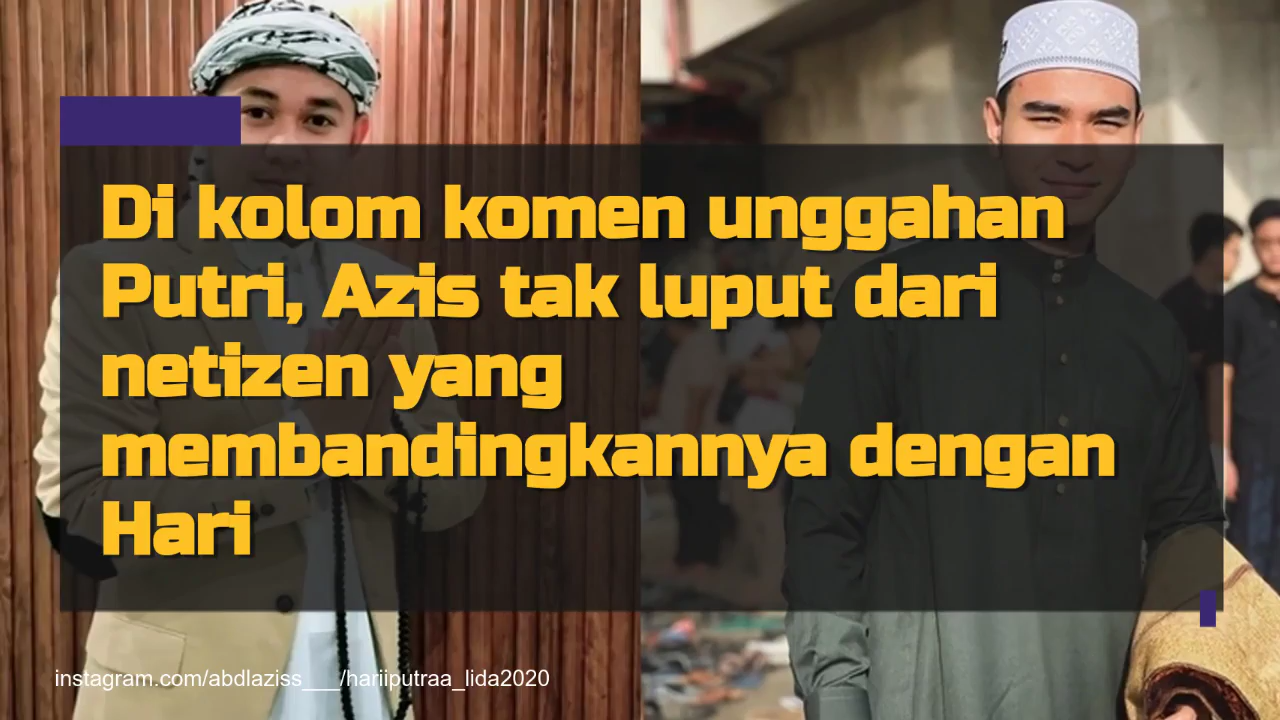 Di kolom komen unggahan
Putri, Azis tak luput dari
netizen yang
membandingkannya dengan
Hari
instagram.com/abdlaziss___/hariiputraa_lida2020